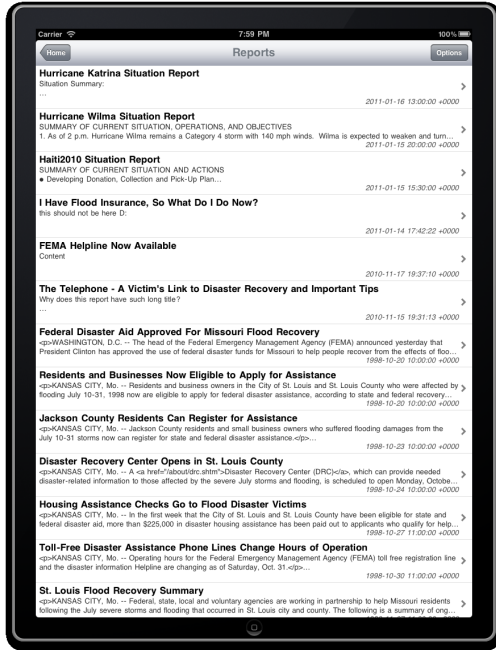 Carrier 7:59 PM 100%
Home Reports Options
Hurricane Katrina Situation Report
Situation Summary:
...
2011-01-16 13:00:00 +0000
Hurricane Wilma Situation Report
SUMMARY OF CURRENT SITUATION, OPERATIONS, AND OBJECTIVES
1. As of 2 p.m. Hurricane Wilma remains a Category 4 storm with 140 mph winds. Wilma is expected to weaken and turn...
2011-01-15 20:00:00 +0000
Haiti2010 Situation Report
SUMMARY OF CURRENT SITUATION AND ACTIONS
• Developing Donation, Collection and Pick-Up Plan...
2011-01-15 15:30:00 +0000
I Have Flood Insurance, So What Do I Do Now?
this should not be here D:
2011-01-14 17:42:22 +0000
FEMA Helpline Now Available
Content
2010-11-17 19:37:10 +0000
The Telephone - A Victim's Link to Disaster Recovery and Important Tips
Why does this report have such long title?
...
2010-11-15 19:31:13 +0000
Federal Disaster Aid Approved For Missouri Flood Recovery
<p>WASHINGTON, D.C. -- The head of the Federal Emergency Management Agency (FEMA) announced yesterday that
President Clinton has approved the use of federal disaster funds for Missouri to help people recover from the effects of floo...
1998-10-20 10:00:00 +0000
Residents and Businesses Now Eligible to Apply for Assistance
<p>KANSAS CITY, Mo. -- Residents and business owners in the City of St. Louis and St. Louis County who were affected by
flooding July 10-31, 1998 now are eligible to apply for federal disaster assistance, according to state and federal recovery...
1998-10-20 10:00:00 +0000
Jackson County Residents Can Register for Assistance
<p>KANSAS CITY, Mo. -- Jackson County residents and small business owners who suffered flooding damages from the
July 10-31 storms now can register for state and federal disaster assistance.</p>...
1998-10-23 10:00:00 +0000
Disaster Recovery Center Opens in St. Louis County
<p>KANSAS CITY, Mo. -- A <a href="/about/drc.shtm">Disaster Recovery Center (DRC)</a>, which can provide needed
disaster-related information to those affected by the severe July storms and flooding, is scheduled to open Monday, Octobe...
1998-10-24 10:00:00 +0000
Housing Assistance Checks Go to Flood Disaster Victims
<p>KANSAS CITY, Mo. -- In the first week that the City of St. Louis and St. Louis County have been eligible for state and
federal disaster aid, more than $225,000 in disaster housing assistance has been paid out to applicants who qualify for help...
1998-10-27 11:00:00 +0000
Toll-Free Disaster Assistance Phone Lines Change Hours of Operation
<p>KANSAS CITY, Mo. -- Operating hours for the Federal Emergency Management Agency (FEMA) toll free registration line
and the disaster information Helpline are changing as of Saturday, Oct. 31.</p>...
1998-10-30 11:00:00 +0000
St. Louis Flood Recovery Summary
<p>KANSAS CITY, Mo. -- Federal, state, local and voluntary agencies are working in partnership to help Missouri residents
following the July severe storms and flooding that occurred in St. Louis city and county. The following is a summary of ong...